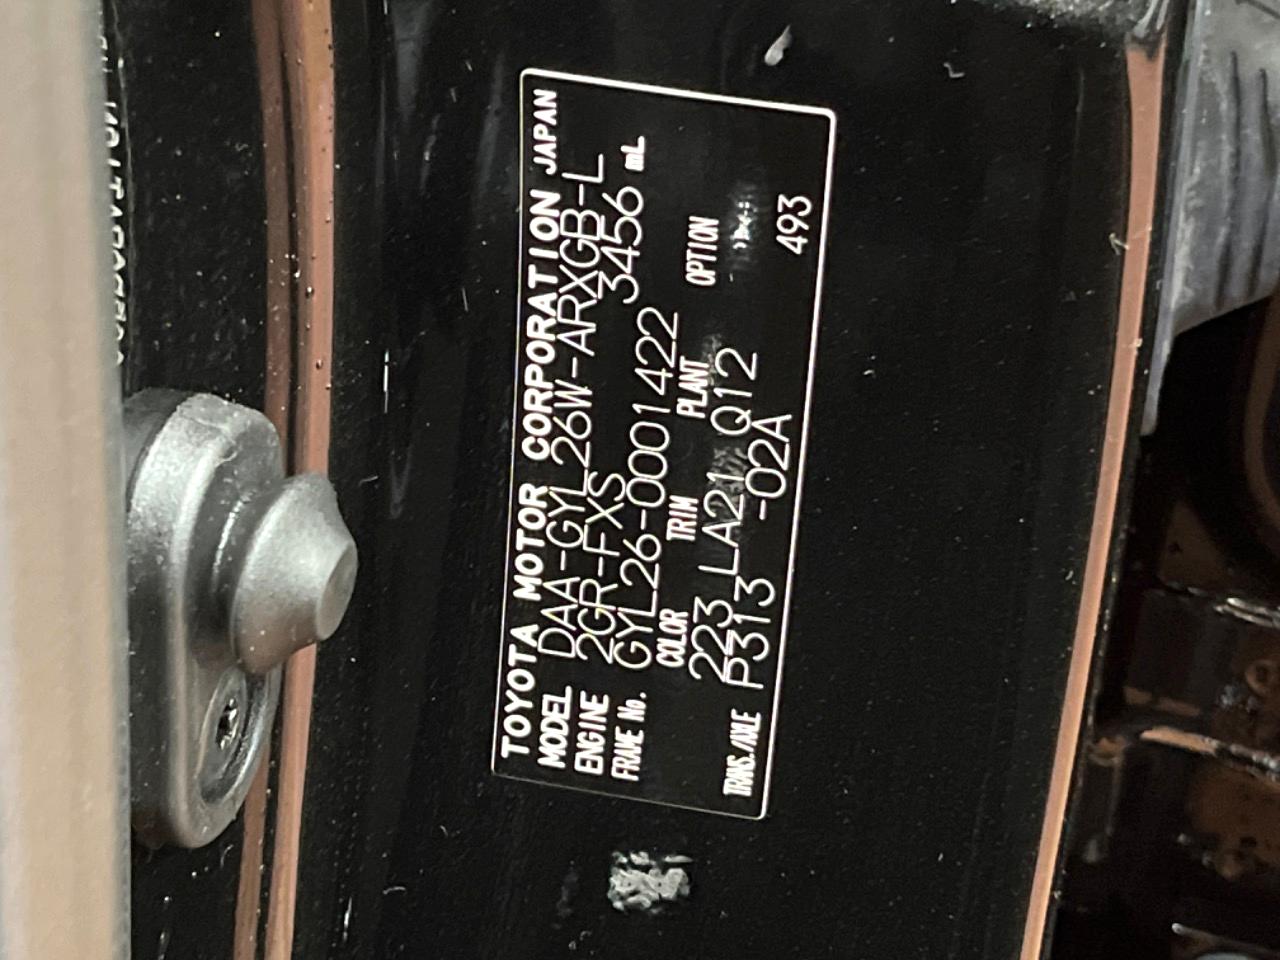 TOYOTA MOTOR CORPORATION JAPAN
MODEL DAA-GYL26W-ARXGB-L
ENGINE 2GR-FXS 3456 mL
FRAME No. GYL26-0001422
COLOR TRIM PLANT OPTION
223 LA21 Q12
TRANS./AXLE P313 -02A 493